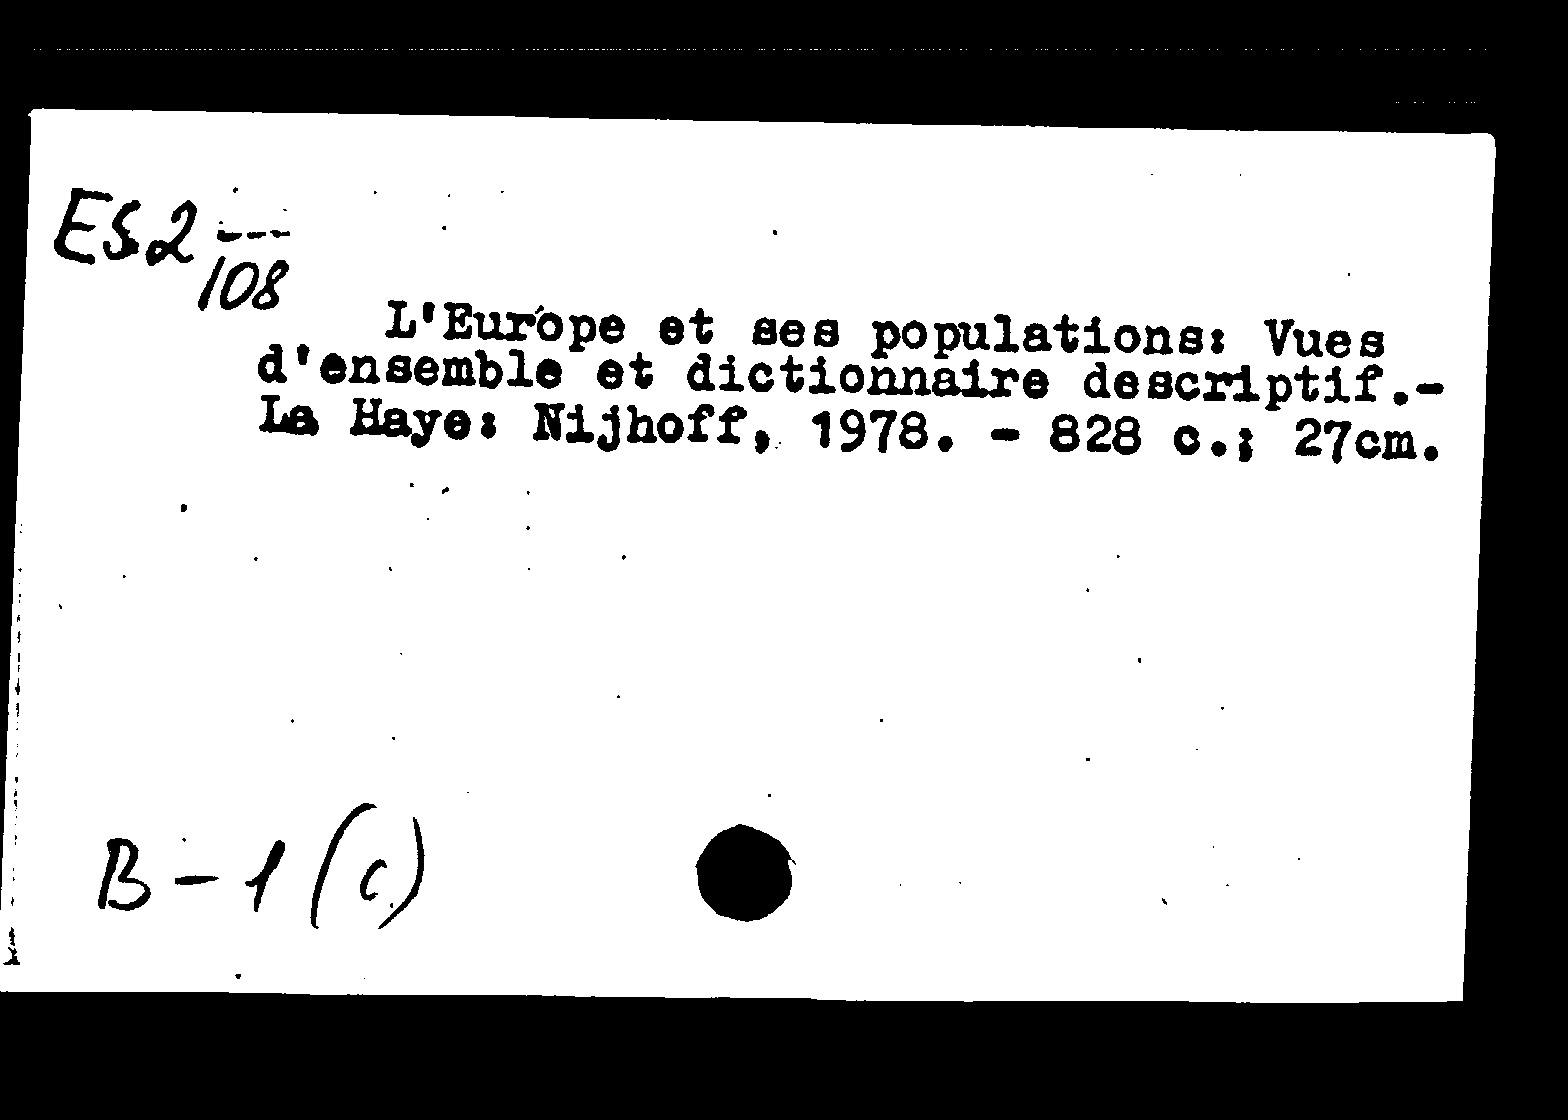 ES2 ---
108
L'Europe et ses populations: Vues
d'ensemble et dictionnaire descriptif.-
La Haye: Nijhoff, 1978. - 828 c.; 27cm.
B-1(c)